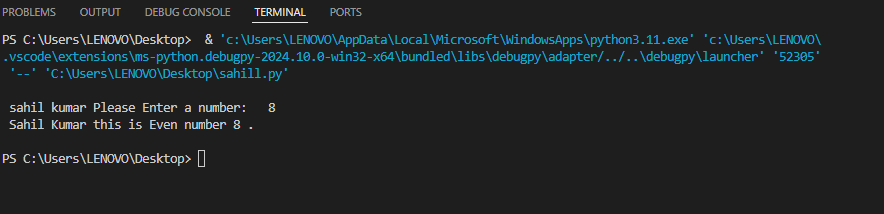 PROBLEMS OUTPUT DEBUG CONSOLE TERMINAL PORTS
PS C:\Users\LENOVO\Desktop>  & 'c:\Users\LENOVO\AppData\Local\Microsoft\WindowsApps\python3.11.exe' 'c:\Users\LENOVO\
.vscode\extensions\ms-python.debugpy-2024.10.0-win32-x64\bundled\libs\debugpy\adapter/../..\debugpy\launcher' '52305'
'--' 'C:\Users\LENOVO\Desktop\sahill.py'
sahil kumar Please Enter a number:   8
Sahil Kumar this is Even number 8 .
PS C:\Users\LENOVO\Desktop>